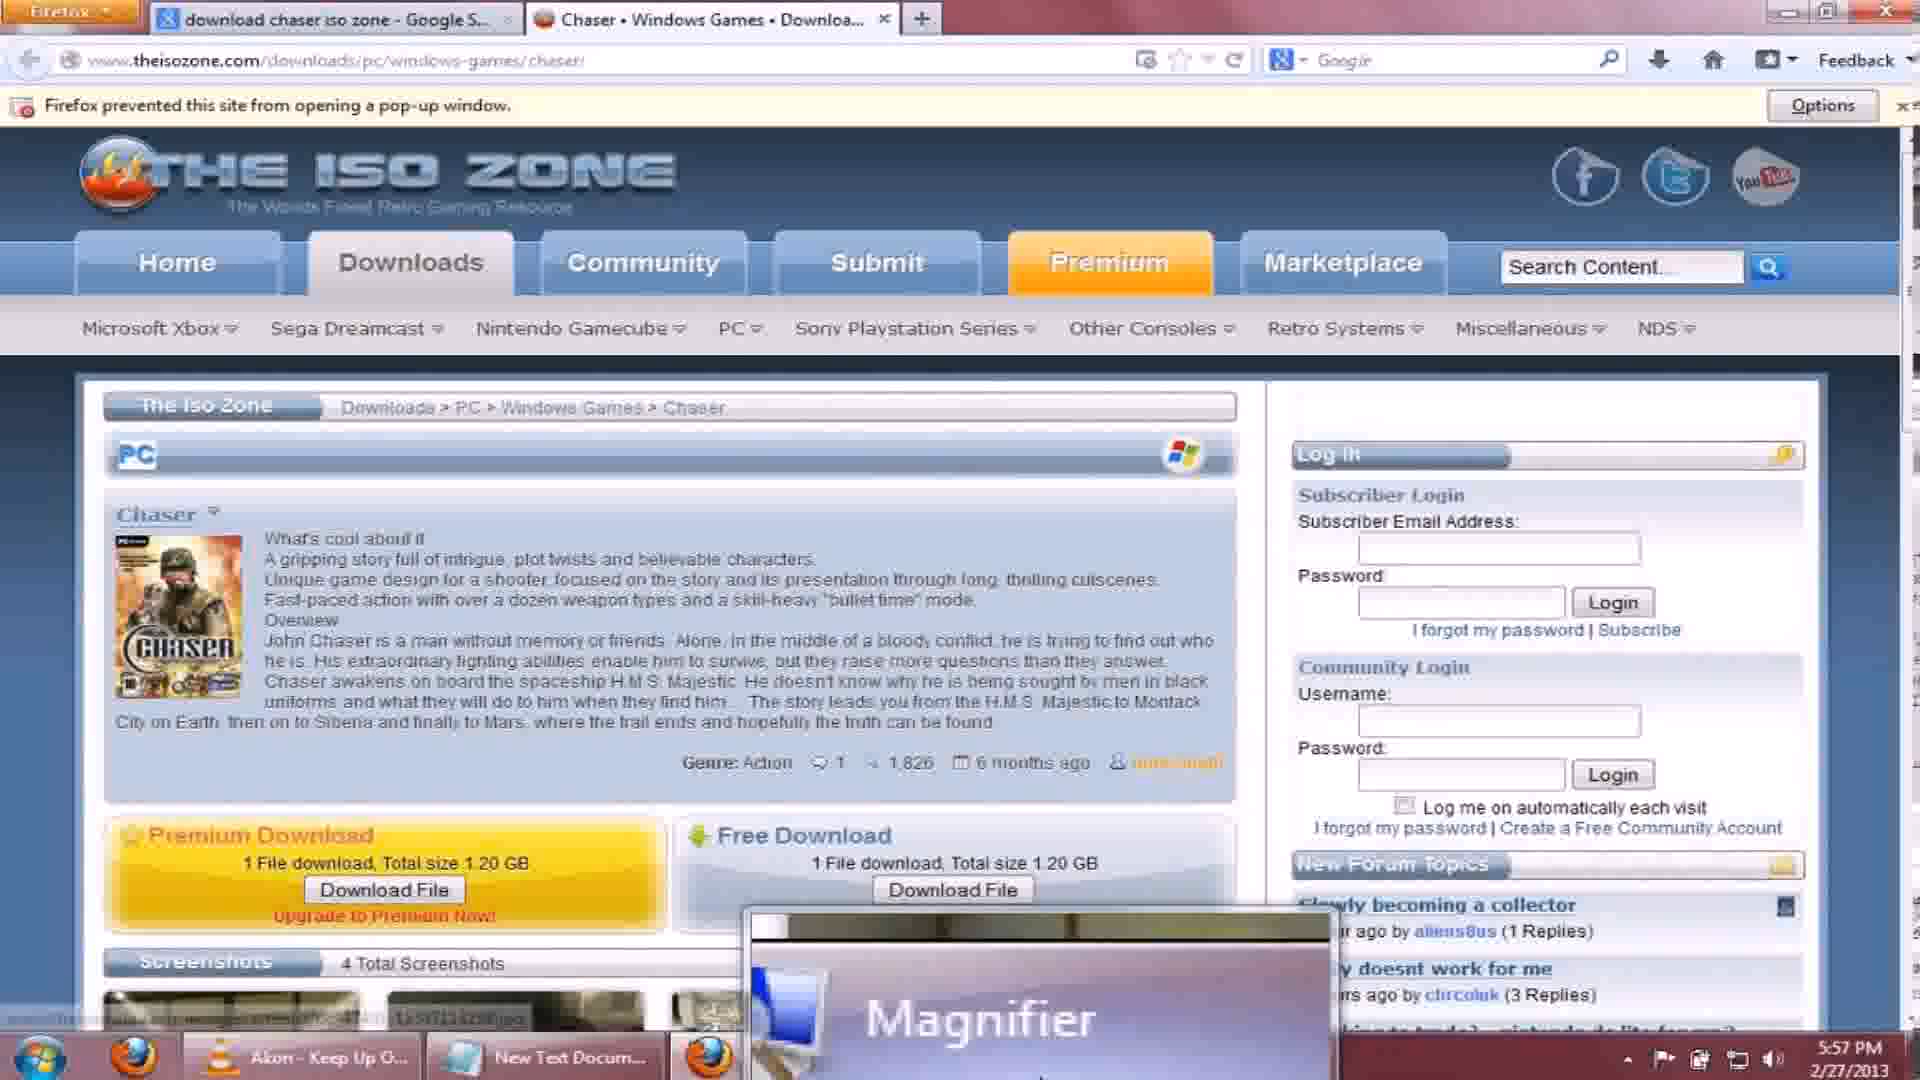 Firefox
download chaser iso zone - Google S...
Chaser • Windows Games • Downloa...
www.theisozone.com/downloads/pc/windows-games/chaser/
Google
Feedback
Firefox prevented this site from opening a pop-up window.
Options
THE ISO ZONE
The Worlds Finest Retro Gaming Resource
You Tube
Home
Downloads
Community
Submit
Premium
Marketplace
Search Content...
Microsoft Xbox
Sega Dreamcast
Nintendo Gamecube
PC
Sony Playstation Series
Other Consoles
Retro Systems
Miscellaneous
NDS
The Iso Zone
Downloads > PC > Windows Games > Chaser
PC
Chaser
CHASER
What's cool about it
A gripping story full of intrigue, plot twists and believable characters.
Unique game design for a shooter, focused on the story and its presentation through long, thrilling cutscenes.
Fast-paced action with over a dozen weapon types and a skill-heavy "bullet time" mode.
Overview
John Chaser is a man without memory or friends. Alone, in the middle of a bloody conflict, he is trying to find out who
he is. His extraordinary fighting abilities enable him to survive, but they raise more questions than they answer.
Chaser awakens on board the spaceship H.M.S. Majestic. He doesn't know why he is being sought by men in black
uniforms and what they will do to him when they find him... The story leads you from the H.M.S. Majestic to Montack
City on Earth, then on to Siberia and finally to Mars, where the trail ends and hopefully the truth can be found.
Genre: Action 1 1,826 6 months ago
Premium Download
1 File download, Total size 1.20 GB
Download File
Upgrade to Premium Now!
Free Download
1 File download, Total size 1.20 GB
Download File
Screenshots
4 Total Screenshots
Log In
Subscriber Login
Subscriber Email Address:
Password:
Login
I forgot my password | Subscribe
Community Login
Username:
Password:
Login
Log me on automatically each visit
I forgot my password | Create a Free Community Account
New Forum Topics
Slowly becoming a collector
ago by aliens8us (1 Replies)
doesnt work for me
ago by chrcoluk (3 Replies)
Magnifier
Akon - Keep Up O...
New Text Docum...
5:57 PM
2/27/2013